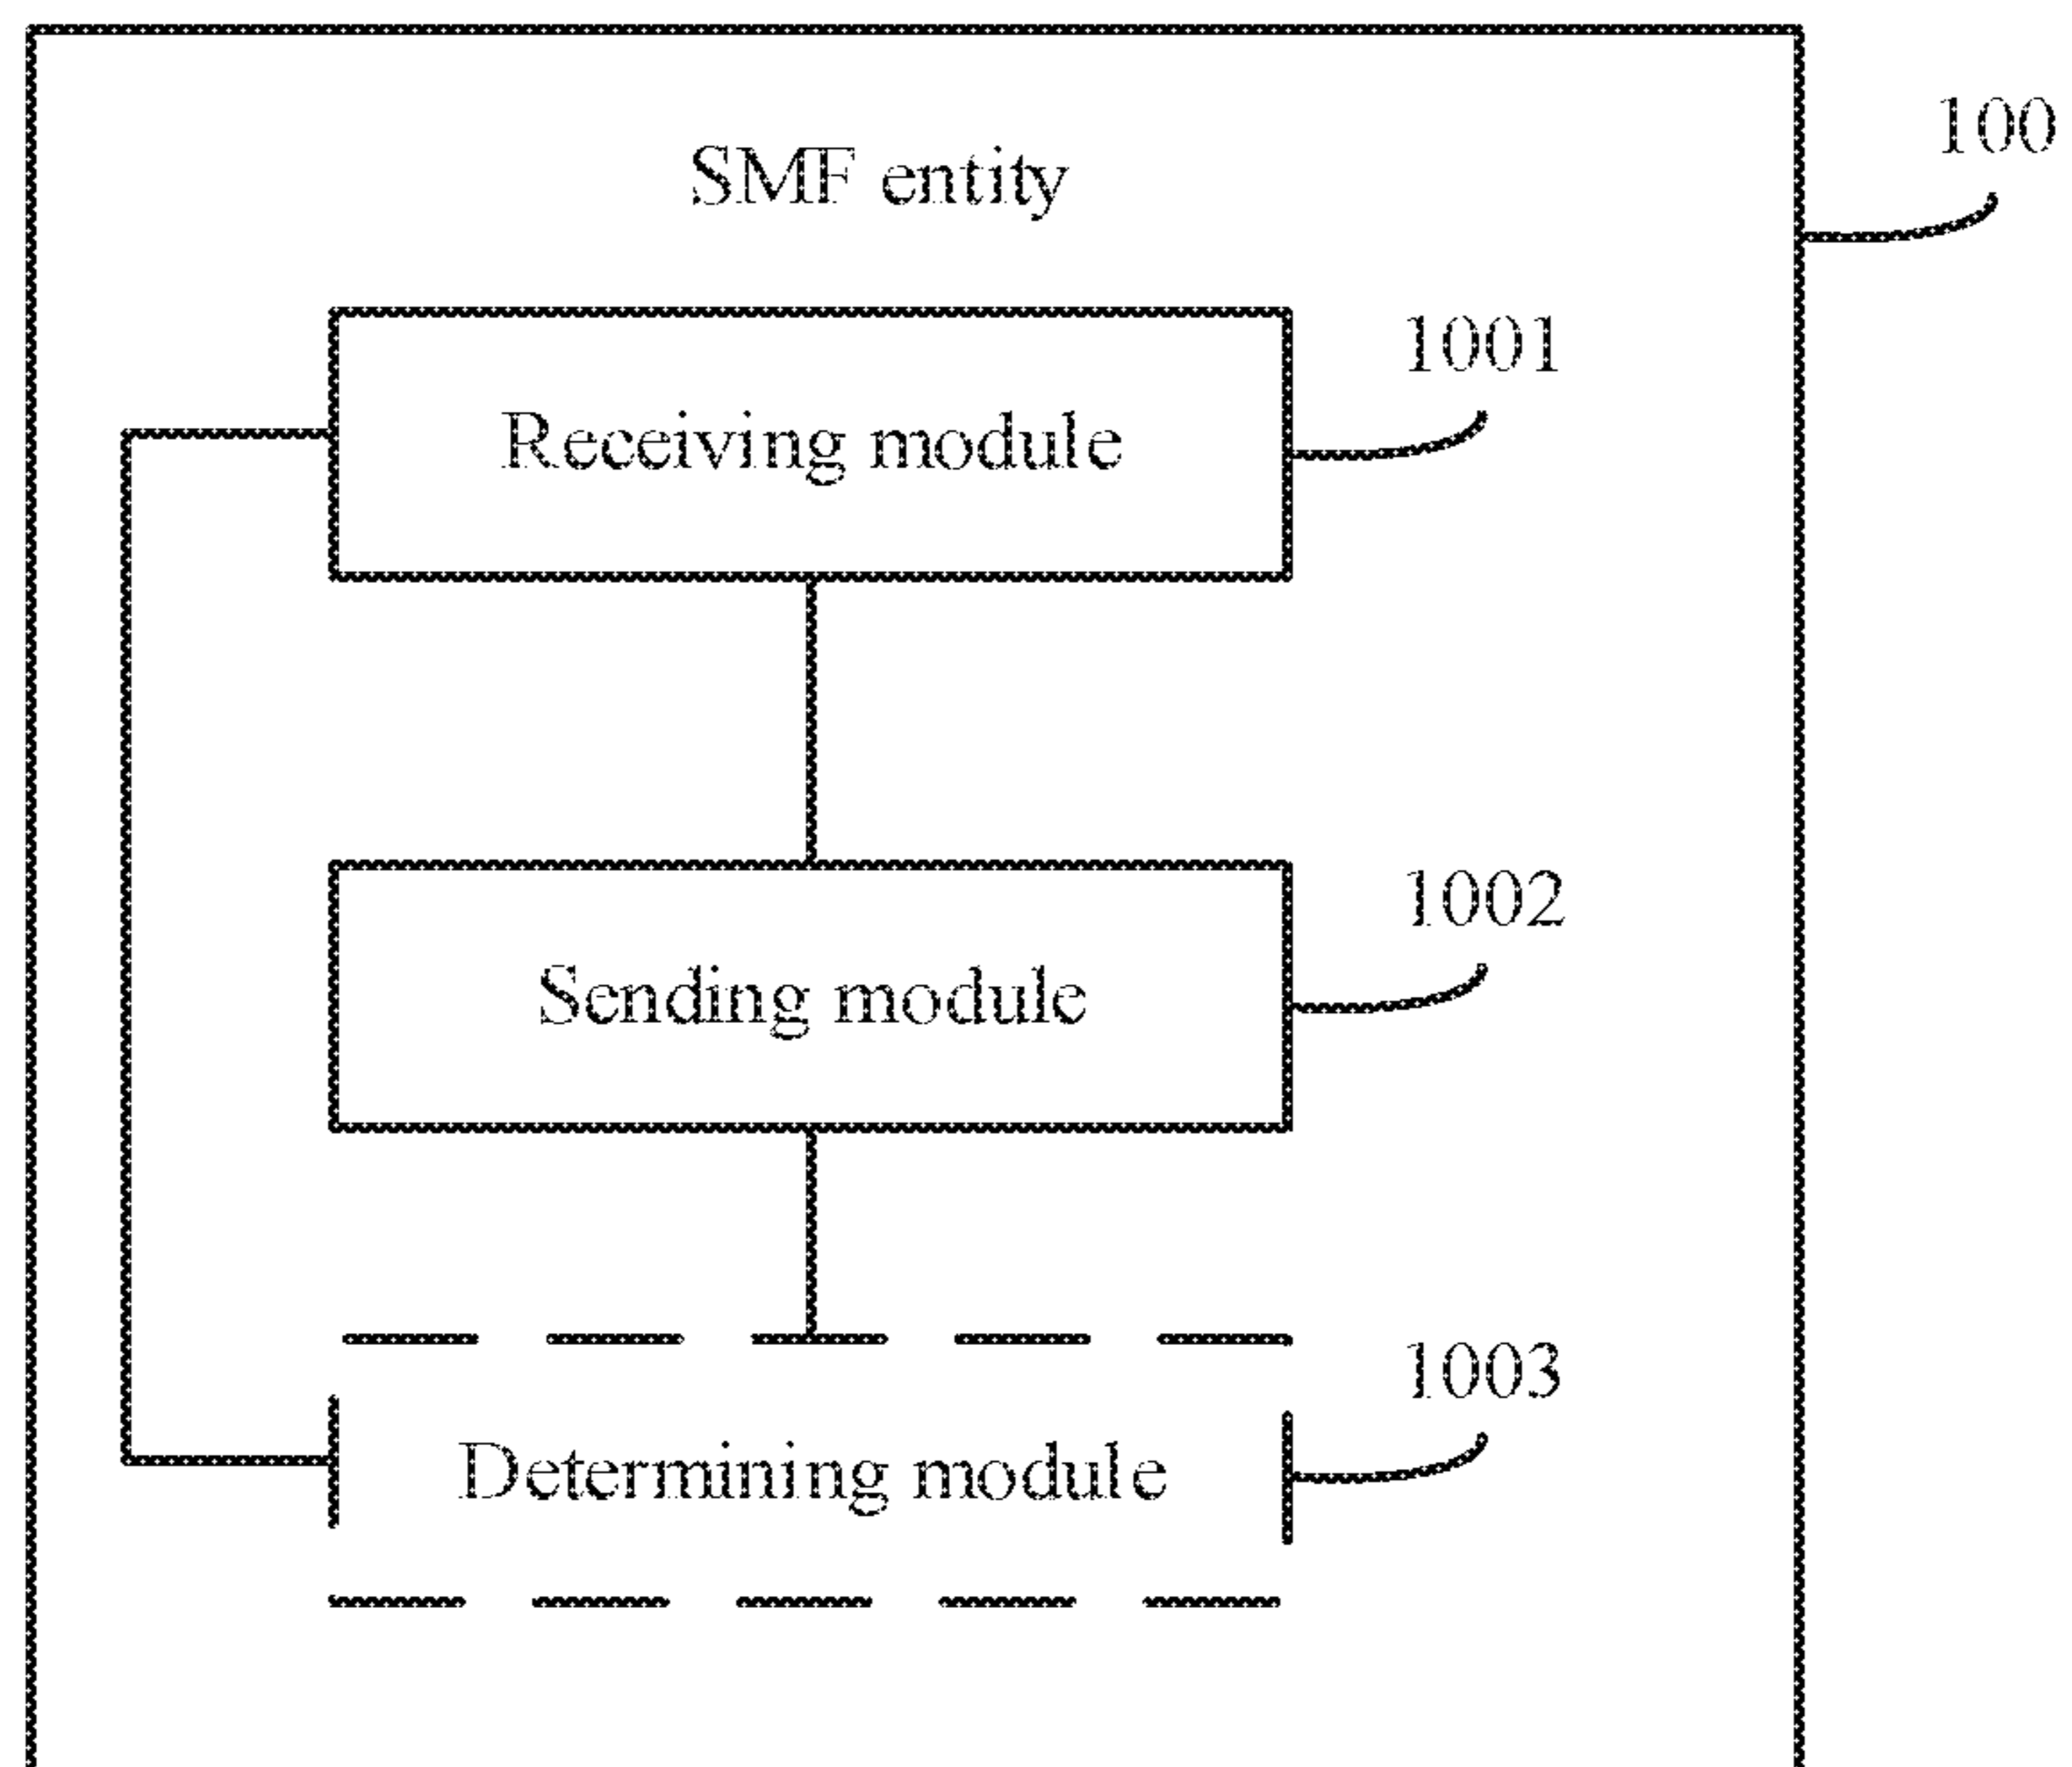 100
SMF entity
1001
Receiving module
1002
Sending module
1003
Determining module